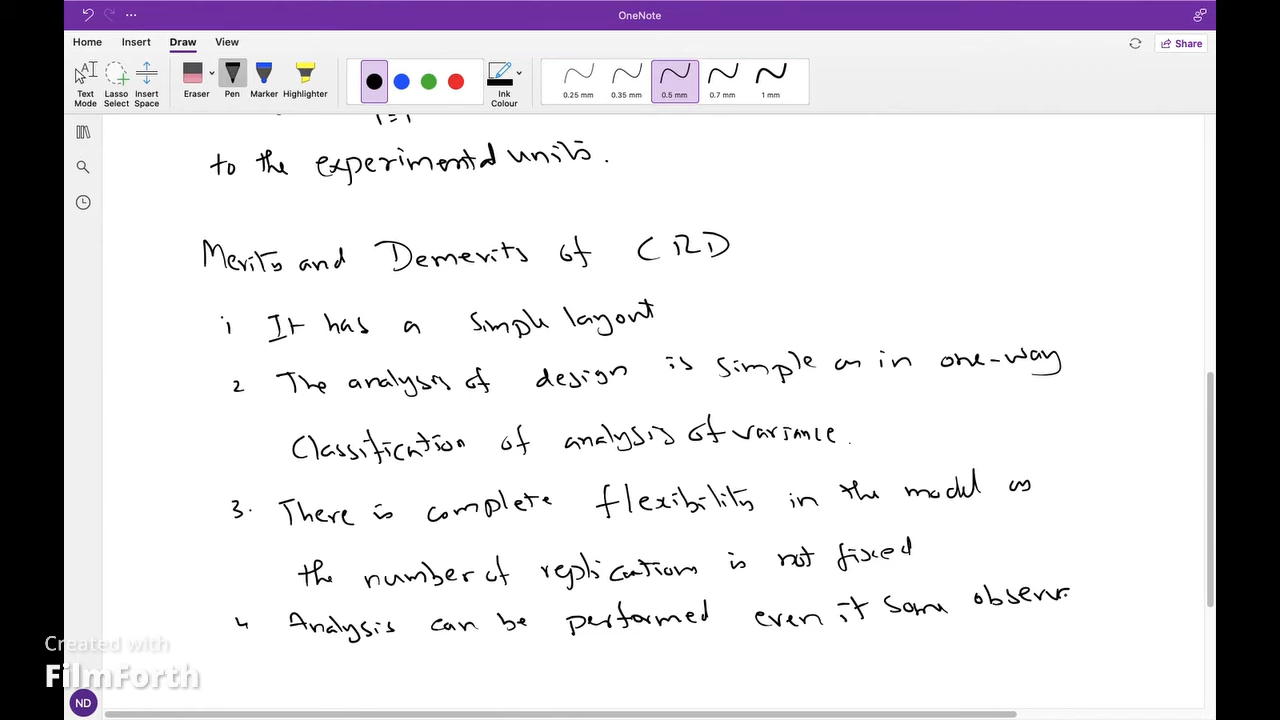 OneNote
Home Insert Draw View
Share
Text Mode
Lasso Select
Insert Space
Eraser
Pen
Marker
Highlighter
Ink Colour
0.25 mm
0.35 mm
0.5 mm
0.7 mm
1 mm
i=1
to the experimental units.
Merits and Demerits of CRD
1 It has a simple layout
2 The analysis of design is simple as in one-way
Classification of analysis of variance.
3. There is complete flexibility in the model as
the number of replications is not fixed
4 Analysis can be performed even if some observ
Created with
FilmForth
ND